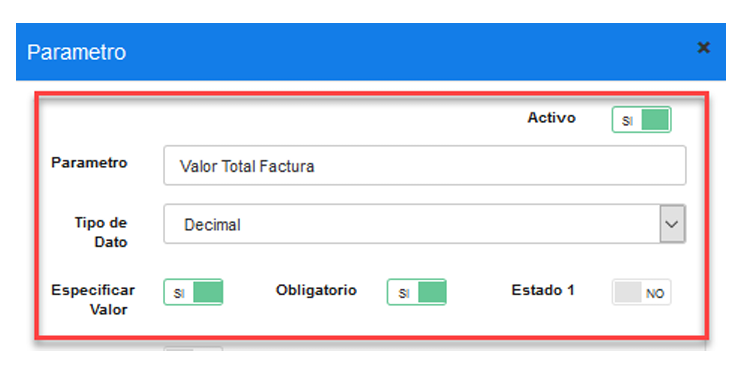 Parametro
Activo SI
Parametro Valor Total Factura
Tipo de Dato Decimal
Especificar Valor SI Obligatorio SI Estado 1 NO